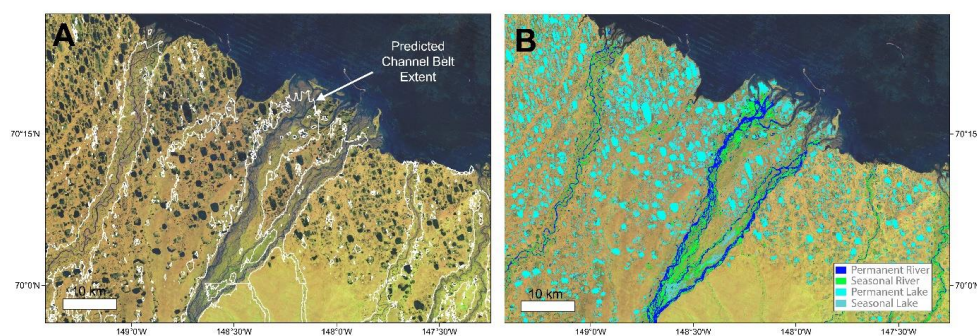 A
Predicted
Channel Belt
Extent
B
70°15'N
70°15'N
70°0'N
70°0'N
10 km
10 km
Permanent River
Seasonal River
Permanent Lake
Seasonal Lake
149°0'W
148°30'W
148°0'W
147°30'W
149°0'W
148°30'W
148°0'W
147°30'W